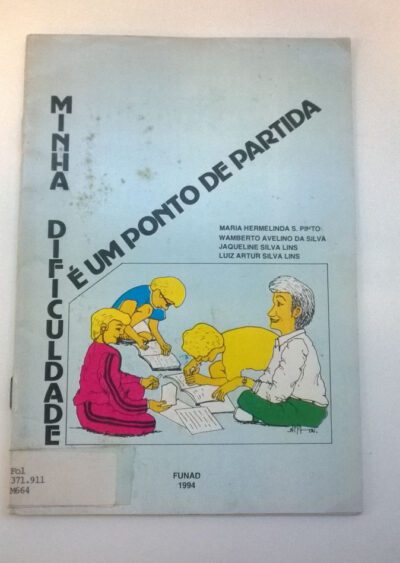 MINHA DIFICULDADE
É UM PONTO DE PARTIDA
MARIA HERMELINDA S. PINTO
WAMBERTO AVELINO DA SILVA
JAQUELINE SILVA LINS
LUIZ ARTUR SILVA LINS
FUNAD
1994
Fol
371.911
M664